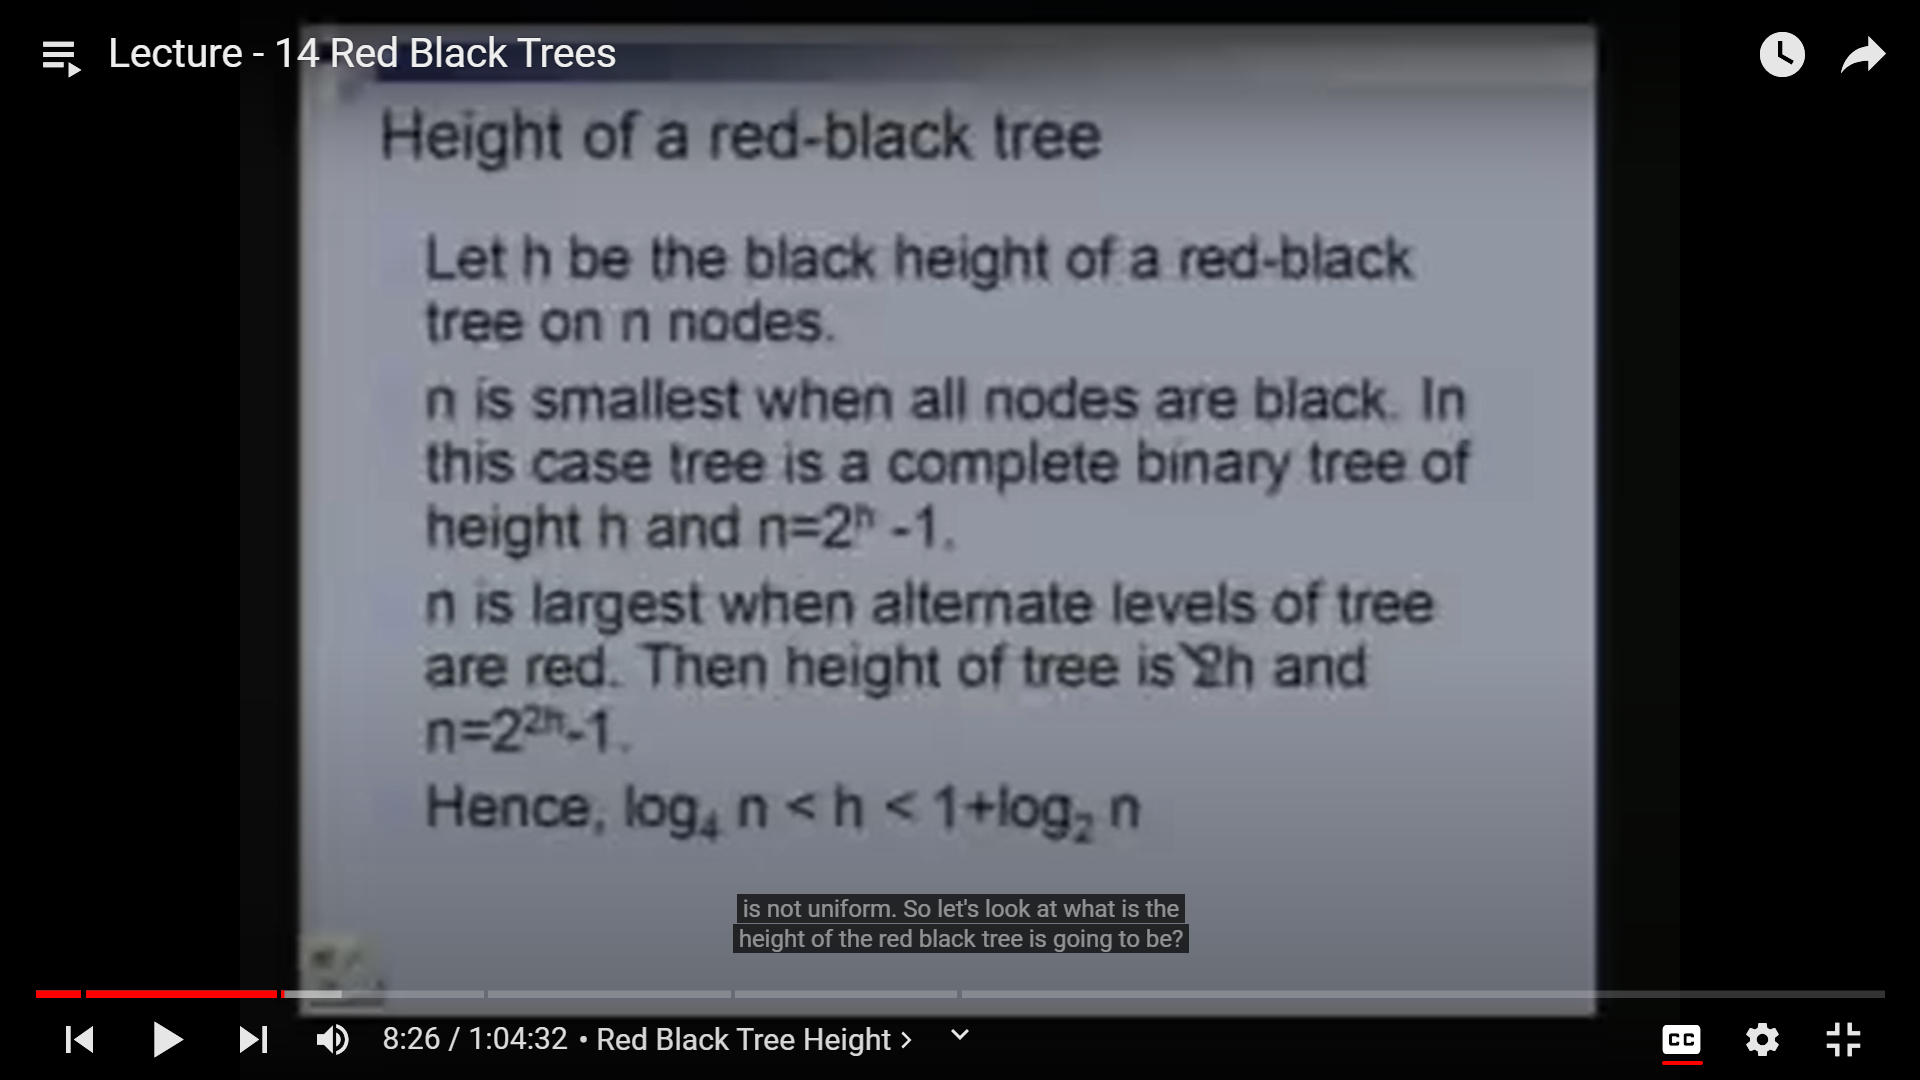 Lecture - 14 Red Black Trees
Height of a red-black tree
Let h be the black height of a red-black
tree on n nodes.
n is smallest when all nodes are black. In
this case tree is a complete binary tree of
height h and n=2ʰ -1.
n is largest when alternate levels of tree
are red. Then height of tree is 2h and
n=2²ʰ-1.
Hence, log₄ n < h < 1+log₂ n
is not uniform. So let's look at what is the
height of the red black tree is going to be?
8:26 / 1:04:32 • Red Black Tree Height
CC